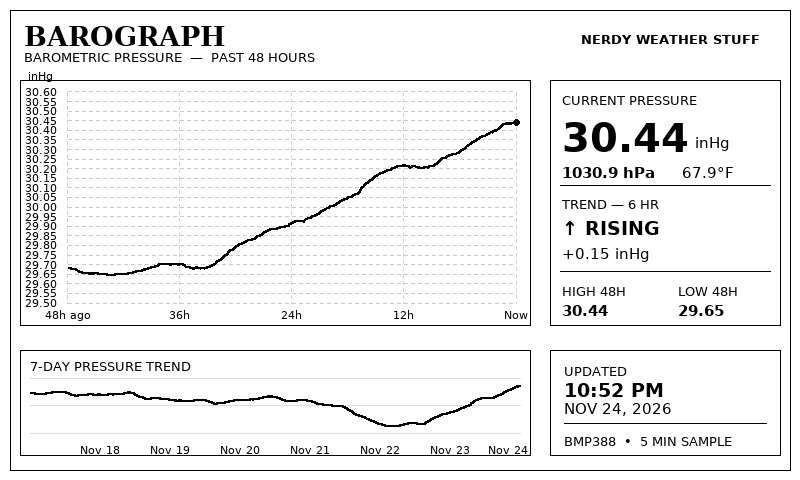 BAROGRAPH
BAROMETRIC PRESSURE — PAST 48 HOURS
NERDY WEATHER STUFF
inHg
30.60
30.55
30.50
30.45
30.40
30.35
30.30
30.25
30.20
30.15
30.10
30.05
30.00
29.95
29.90
29.85
29.80
29.75
29.70
29.65
29.60
29.55
29.50
48h ago 36h 24h 12h Now
CURRENT PRESSURE
30.44 inHg
1030.9 hPa 67.9°F
TREND — 6 HR
↑ RISING
+0.15 inHg
HIGH 48H LOW 48H
30.44 29.65
7-DAY PRESSURE TREND
Nov 18 Nov 19 Nov 20 Nov 21 Nov 22 Nov 23 Nov 24
UPDATED
10:52 PM
NOV 24, 2026
BMP388 • 5 MIN SAMPLE